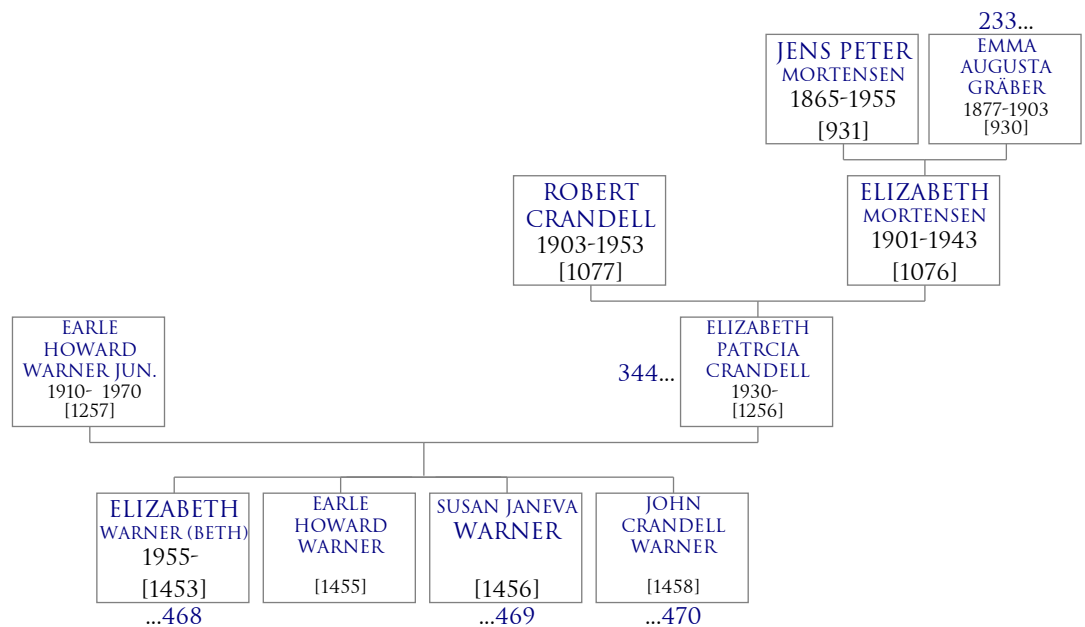 233...
JENS PETER
MORTENSEN
1865-1955
[931]
EMMA
AUGUSTA
GRÄBER
1877-1903
[930]
ROBERT
CRANDELL
1903-1953
[1077]
ELIZABETH
MORTENSEN
1901-1943
[1076]
EARLE
HOWARD
WARNER JUN.
1910- 1970
[1257]
344...
ELIZABETH
PATRCIA
CRANDELL
1930-
[1256]
ELIZABETH
WARNER (BETH)
1955-
[1453]
...468
EARLE
HOWARD
WARNER
[1455]
SUSAN JANEVA
WARNER
[1456]
...469
JOHN
CRANDELL
WARNER
[1458]
...470